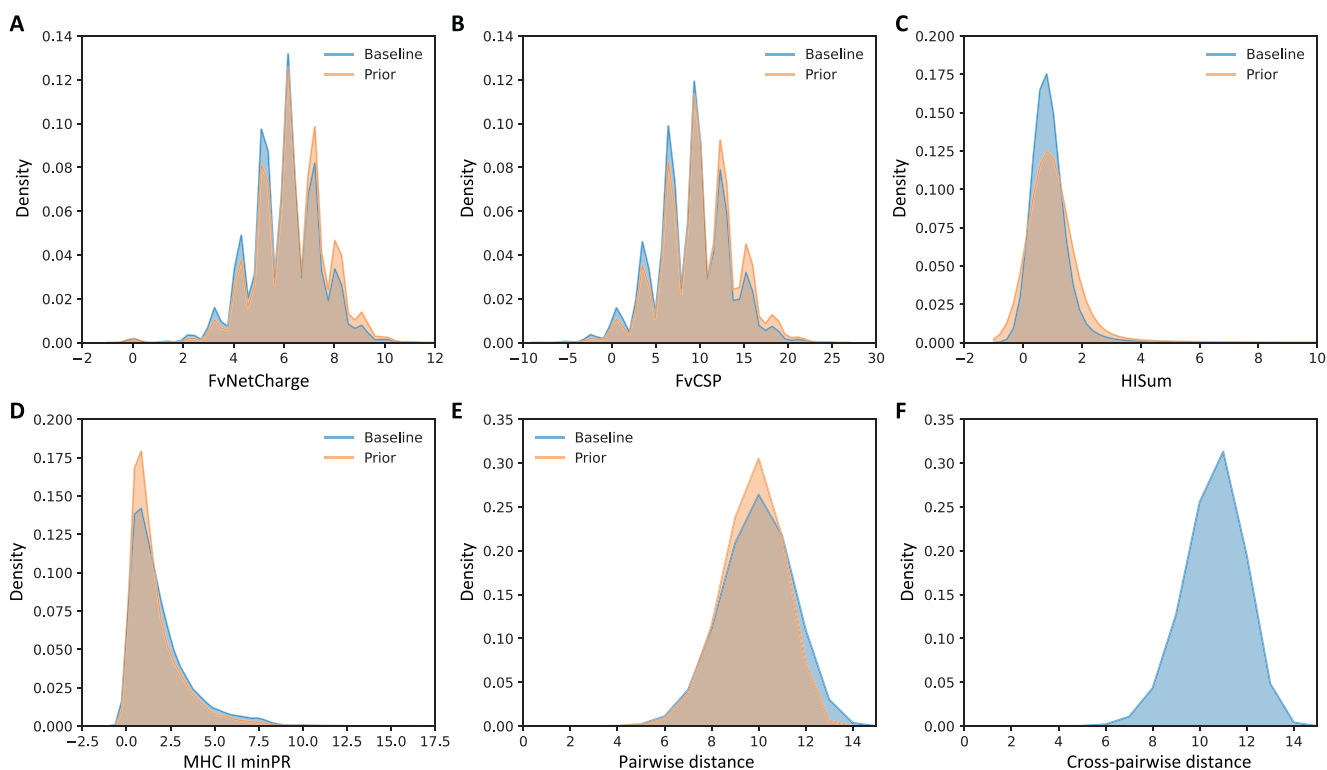 A
B
C
0.14
0.12
0.10
0.08
0.06
0.04
0.02
0.00
Density
−2 0 2 4 6 8 10 12
FvNetCharge
Baseline
Prior
0.14
0.12
0.10
0.08
0.06
0.04
0.02
0.00
Density
−10 −5 0 5 10 15 20 25 30
FvCSP
Baseline
Prior
0.200
0.175
0.150
0.125
0.100
0.075
0.050
0.025
0.000
Density
−2 0 2 4 6 8 10
HISum
Baseline
Prior
D
E
F
0.200
0.175
0.150
0.125
0.100
0.075
0.050
0.025
0.000
Density
−2.5 0.0 2.5 5.0 7.5 10.0 12.5 15.0 17.5
MHC II minPR
Baseline
Prior
0.35
0.30
0.25
0.20
0.15
0.10
0.05
0.00
Density
0 2 4 6 8 10 12 14
Pairwise distance
Baseline
Prior
0.35
0.30
0.25
0.20
0.15
0.10
0.05
0.00
Density
0 2 4 6 8 10 12 14
Cross-pairwise distance